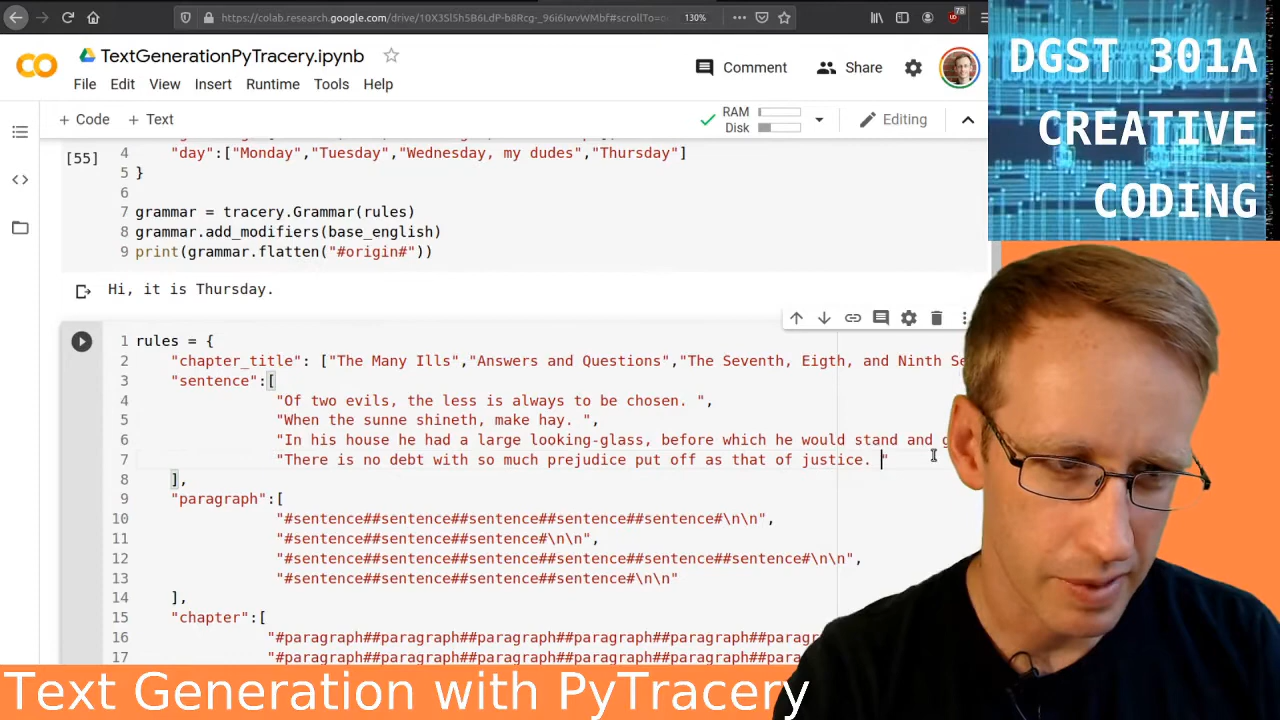 https://colab.research.google.com/drive/10X3Sl5h5B6LdP-b8Rcg-_96i6IwvWMbf#scrollTo=
130%
78
TextGenerationPyTracery.ipynb
Comment
Share
File Edit View Insert Runtime Tools Help
+ Code + Text
RAM
Disk
Editing
[55]
4 "day":["Monday","Tuesday","Wednesday, my dudes","Thursday"]
5 }
6
7 grammar = tracery.Grammar(rules)
8 grammar.add_modifiers(base_english)
9 print(grammar.flatten("#origin#"))
Hi, it is Thursday.
1 rules = {
2 "chapter_title": ["The Many Ills","Answers and Questions","The Seventh, Eigth, and Ninth Se
3 "sentence":[
4 "Of two evils, the less is always to be chosen. ",
5 "When the sunne shineth, make hay. ",
6 "In his house he had a large looking-glass, before which he would stand and g
7 "There is no debt with so much prejudice put off as that of justice. "
8 ],
9 "paragraph":[
10 "#sentence##sentence##sentence##sentence##sentence#\n\n",
11 "#sentence##sentence#\n\n",
12 "#sentence##sentence##sentence##sentence##sentence##sentence#\n\n",
13 "#sentence##sentence##sentence#\n\n"
14 ],
15 "chapter":[
16 "#paragraph##paragraph##paragraph##paragraph##paragraph##parag
17 "#paragraph##paragraph##paragraph##paragraph##paragraph##parag
DGST 301A
CREATIVE
CODING
Text Generation with PyTracery